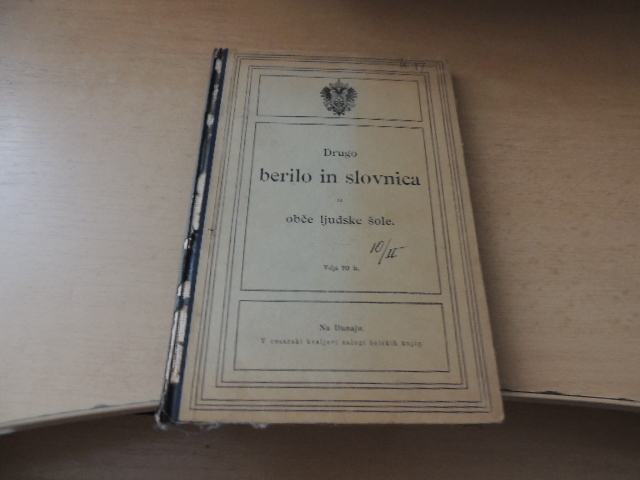 Drugo
berilo in slovnica
za
obče ljudske šole.
10/II
Velja 70 h.
Na Dunaju.
V cesarski kraljevi zalogi šolskih knjig